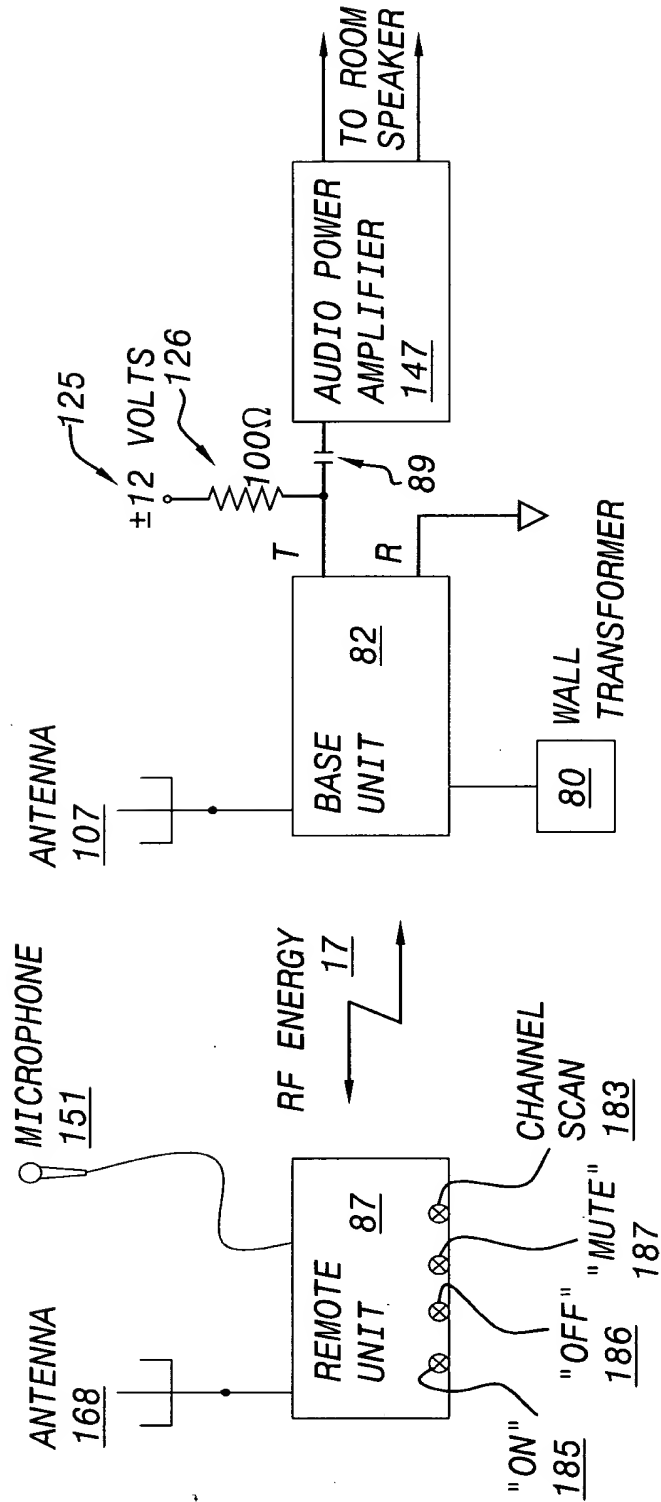 ANTENNA
168
MICROPHONE
151
REMOTE
UNIT
87
"ON"
185
"OFF"
186
"MUTE"
187
CHANNEL
SCAN
183
RF ENERGY
17
ANTENNA
107
BASE
UNIT
82
80
WALL
TRANSFORMER
T
R
125
±12 VOLTS
126
100Ω
89
AUDIO POWER
AMPLIFIER
147
TO ROOM
SPEAKER